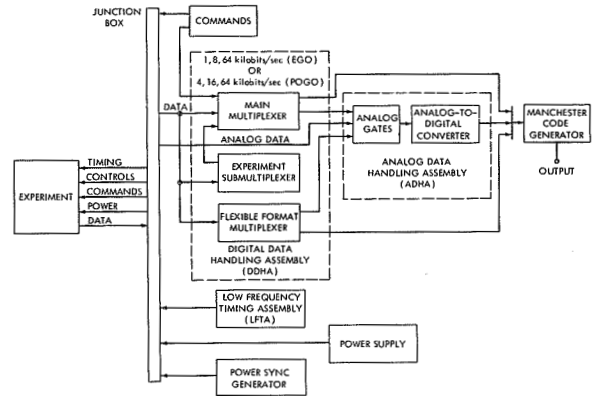 JUNCTION
BOX
COMMANDS
1, 8, 64 kilobits/sec (EGO)
OR
4, 16, 64 kilobits/sec (POGO)
DATA
MAIN
MULTIPLEXER
ANALOG DATA
EXPERIMENT
SUBMULTIPLEXER
FLEXIBLE FORMAT
MULTIPLEXER
DIGITAL DATA
HANDLING ASSEMBLY
(DDHA)
ANALOG
GATES
ANALOG-TO-
DIGITAL
CONVERTER
ANALOG DATA
HANDLING ASSEMBLY
(ADHA)
MANCHESTER
CODE
GENERATOR
OUTPUT
EXPERIMENT
TIMING
CONTROLS
COMMANDS
POWER
DATA
LOW FREQUENCY
TIMING ASSEMBLY
(LFTA)
POWER SUPPLY
POWER SYNC
GENERATOR